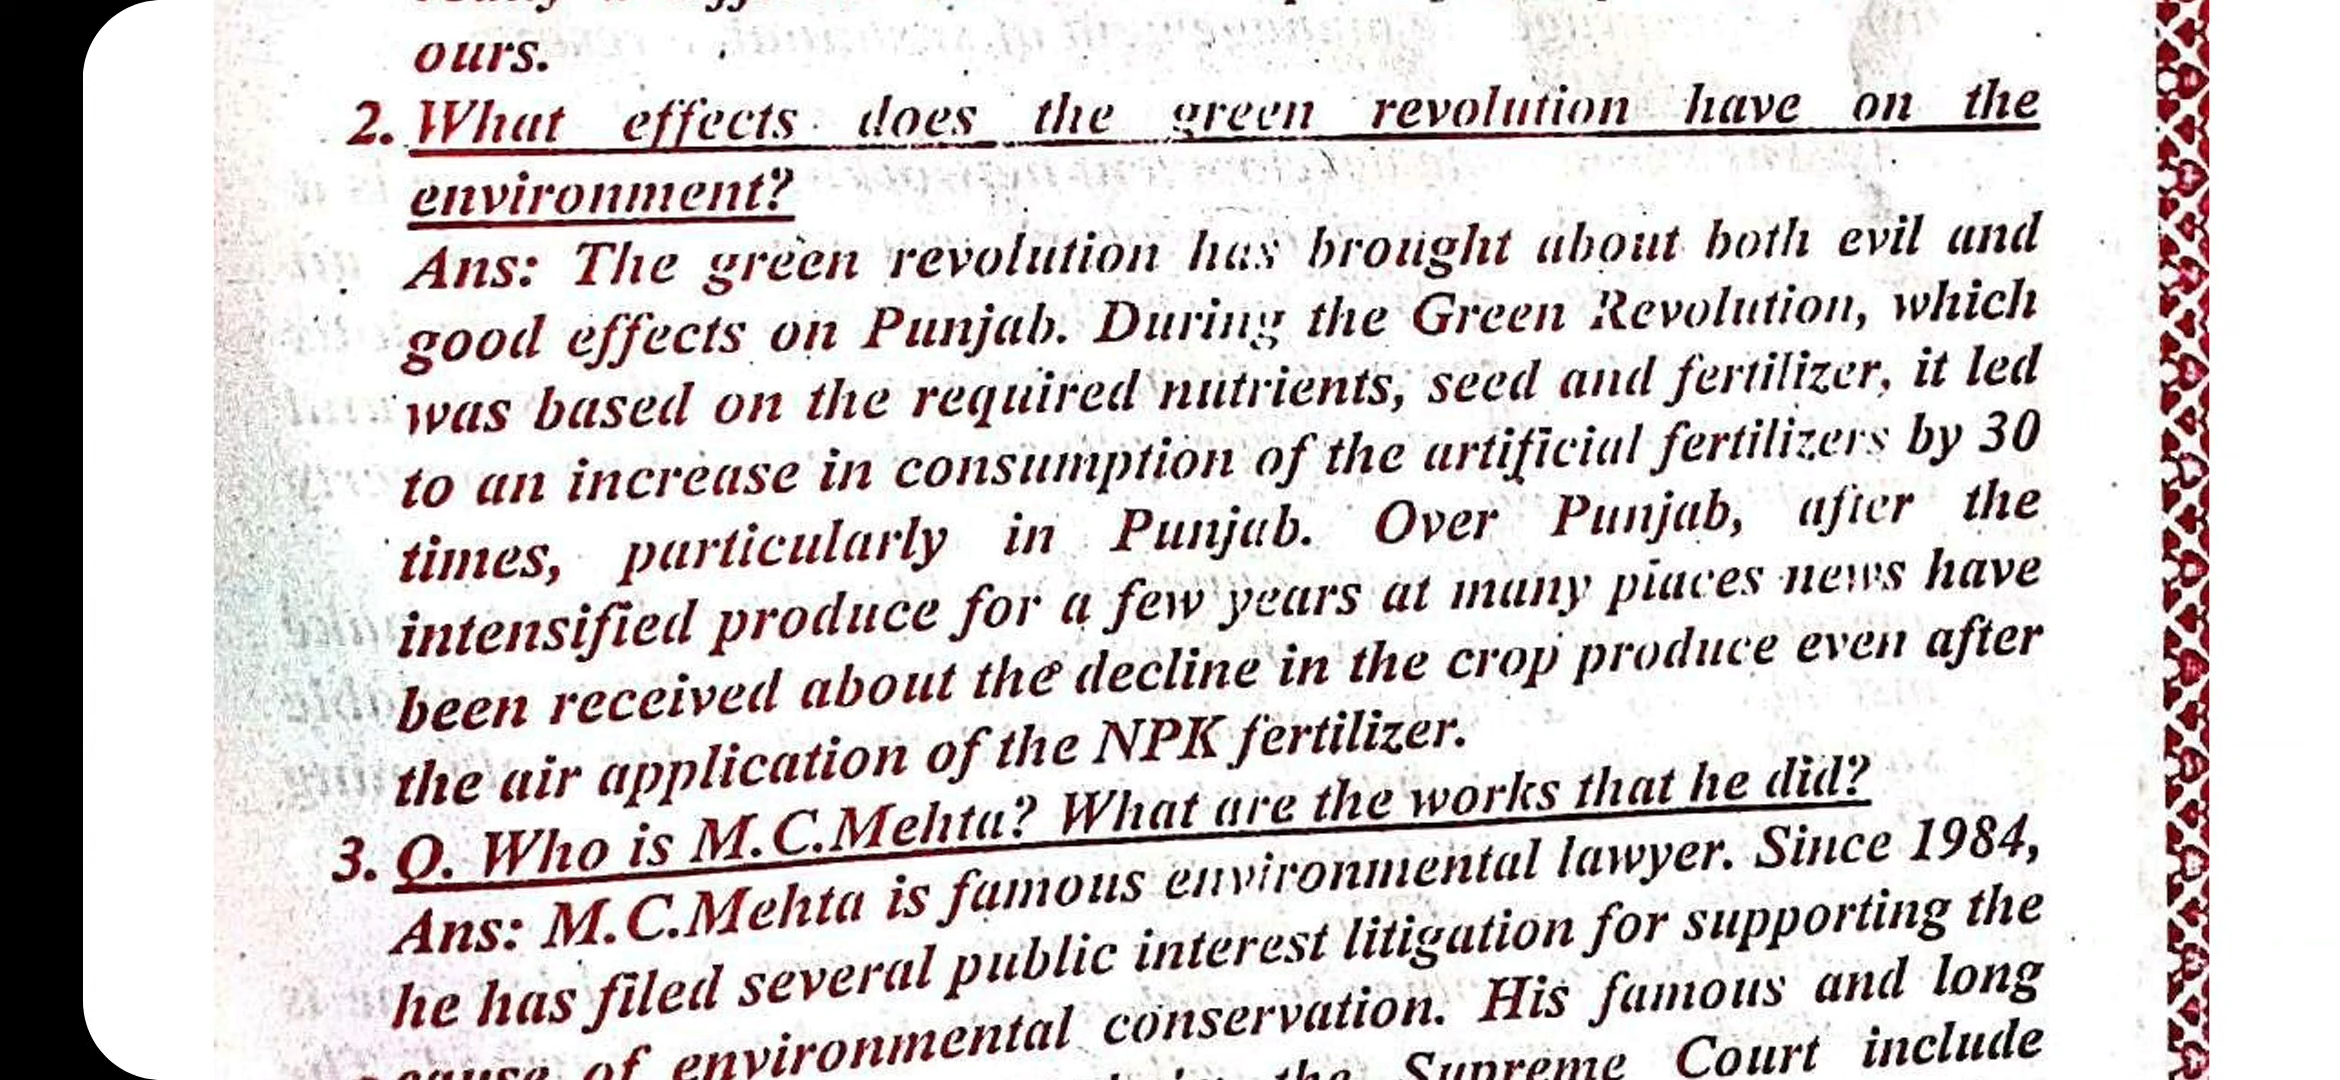 ours.
2. What effects does the green revolution have on the
environment?
Ans: The green revolution has brought about both evil and
good effects on Punjab. During the Green Revolution, which
was based on the required nutrients, seed and fertilizer, it led
to an increase in consumption of the artificial fertilizers by 30
times, particularly in Punjab. Over Punjab, after the
intensified produce for a few years at many places news have
been received about the decline in the crop produce even after
the air application of the NPK fertilizer.
3. Q. Who is M.C.Mehta? What are the works that he did?
Ans: M.C.Mehta is famous environmental lawyer. Since 1984,
he has filed several public interest litigation for supporting the
cause of environmental conservation. His famous and long
the Supreme Court include